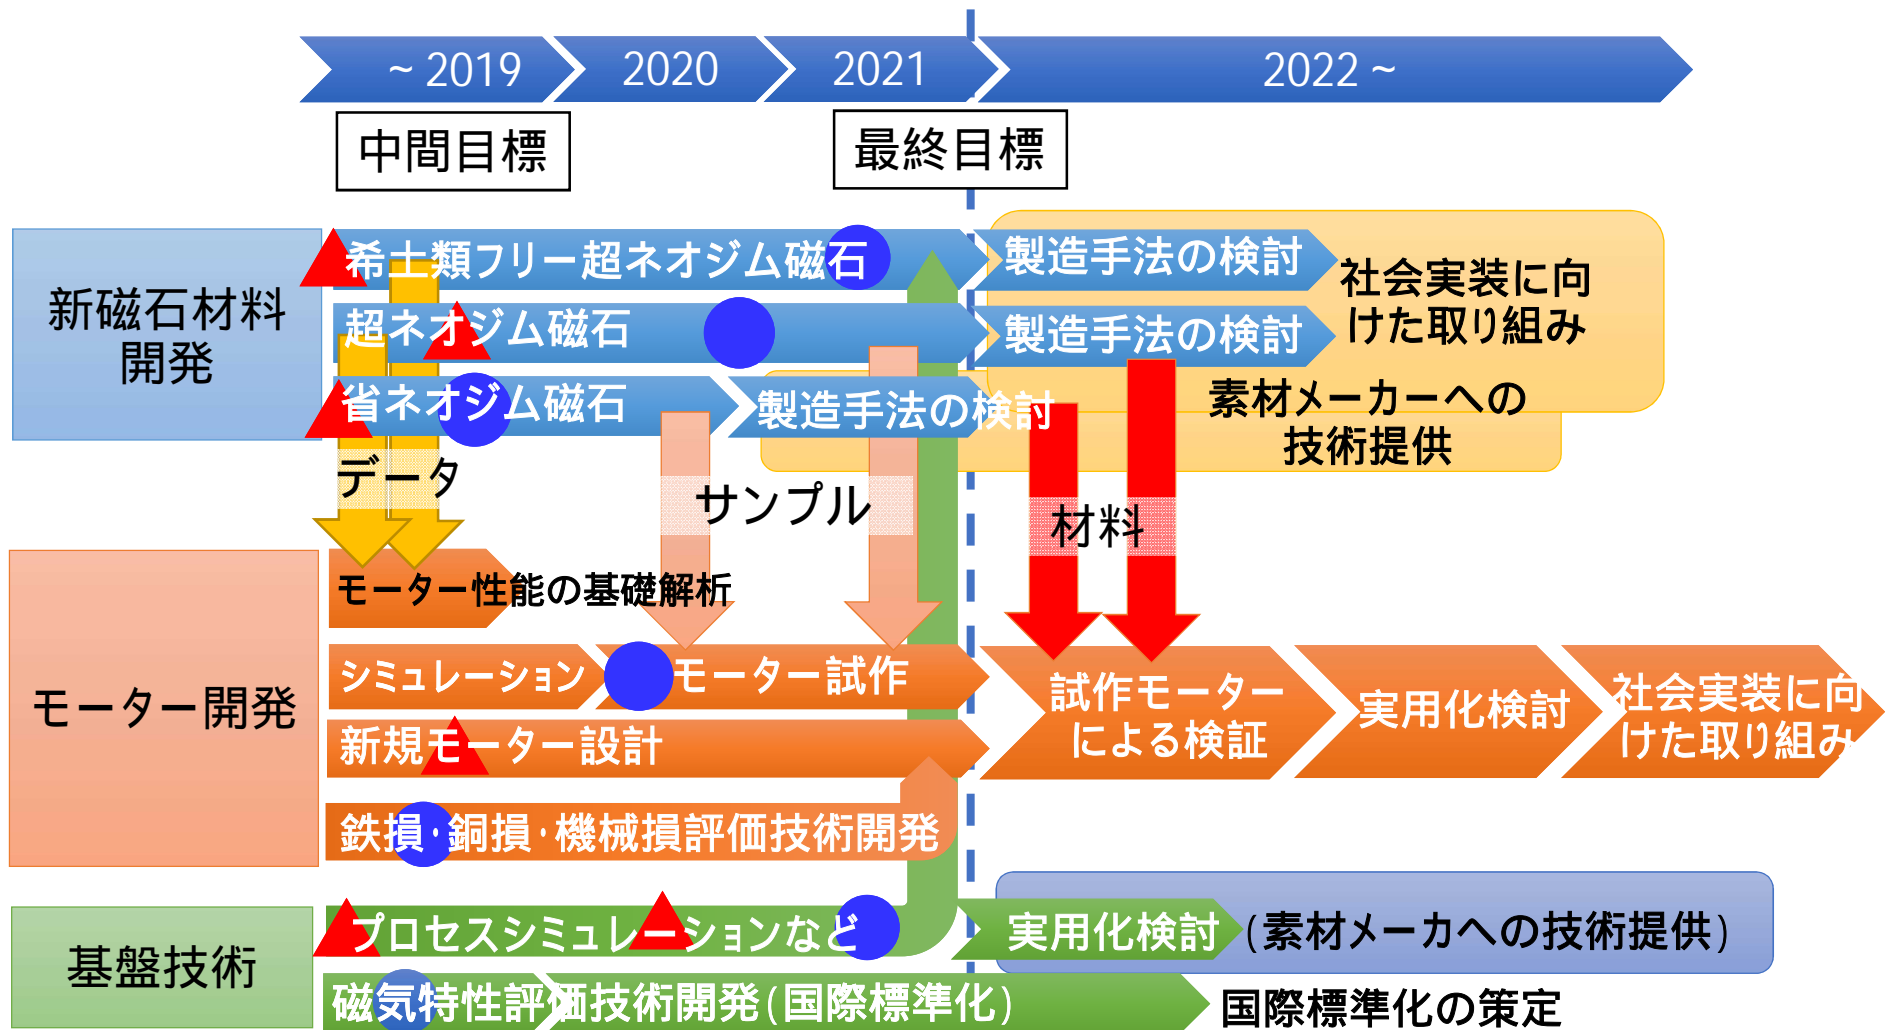 ~ 2019
2020
2021
2022 ~
中間目標
最終目標
新磁石材料
開発
希土類フリー超ネオジム磁石
製造手法の検討
超ネオジム磁石
製造手法の検討
省ネオジム磁石
製造手法の検討
社会実装に向
けた取り組み
素材メーカーへの
技術提供
データ
サンプル
材料
モーター開発
モーター性能の基礎解析
シミュレーション
モーター試作
新規モーター設計
鉄損・銅損・機械損評価技術開発
試作モーター
による検証
実用化検討
社会実装に向
けた取り組み
基盤技術
プロセスシミュレーションなど
実用化検討
(素材メーカへの技術提供)
磁気特性評価技術開発(国際標準化)
国際標準化の策定